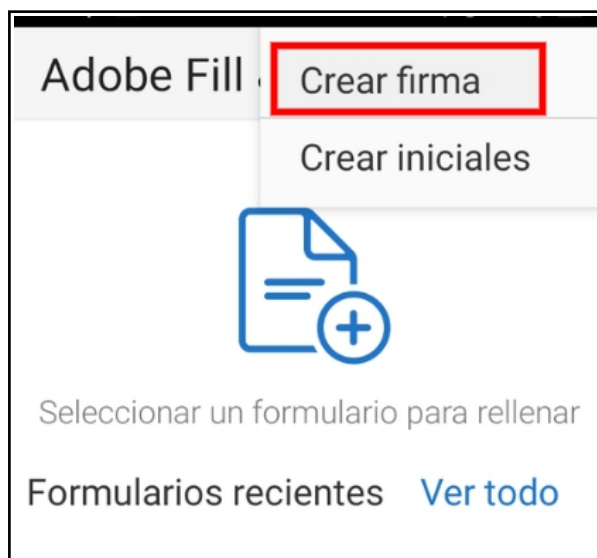 Adobe Fill
Crear firma
Crear iniciales
Seleccionar un formulario para rellenar
Formularios recientes Ver todo